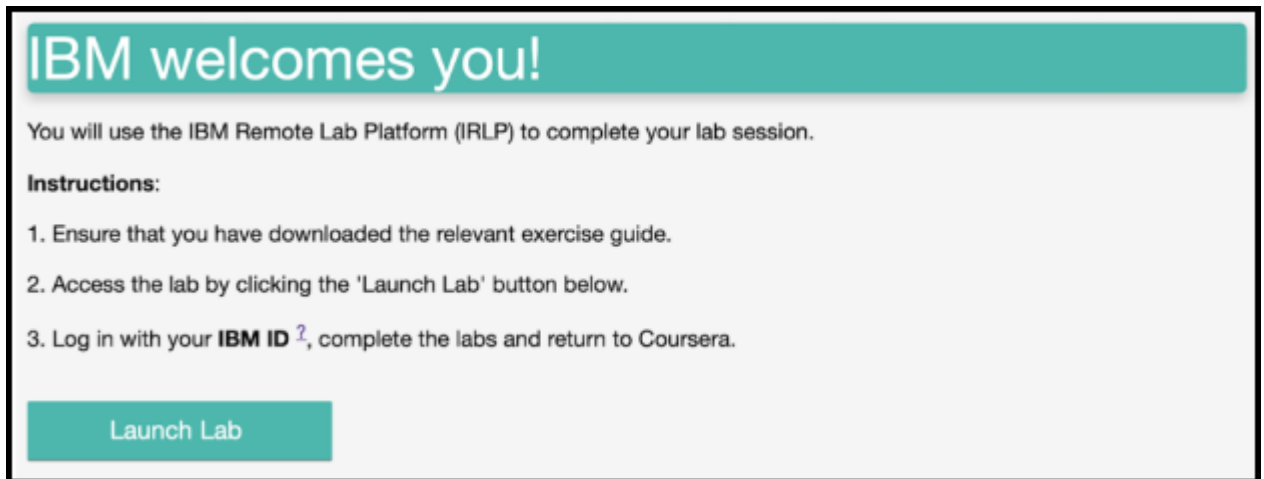 IBM welcomes you!
You will use the IBM Remote Lab Platform (IRLP) to complete your lab session.
Instructions:
1. Ensure that you have downloaded the relevant exercise guide.
2. Access the lab by clicking the 'Launch Lab' button below.
3. Log in with your IBM ID ?, complete the labs and return to Coursera.
Launch Lab